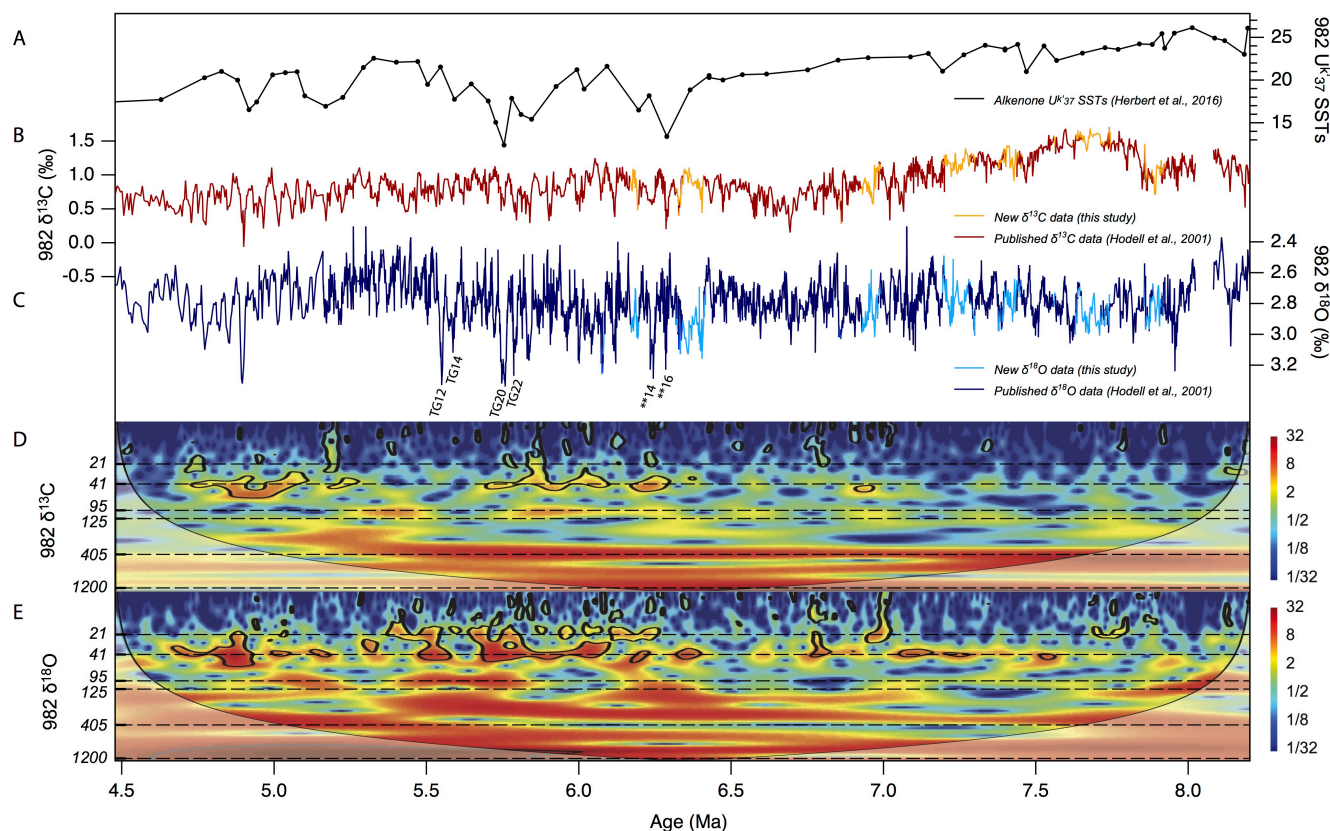 A
982 Uk'37 SSTs
25
20
15
Alkenone Uk'37 SSTs (Herbert et al., 2016)
B
982 δ13C (‰)
1.5
1.0
0.5
0.0
-0.5
New δ13C data (this study)
Published δ13C data (Hodell et al., 2001)
C
982 δ18O (‰)
2.4
2.6
2.8
3.0
3.2
TG12
TG14
TG20
TG22
**14
**16
New δ18O data (this study)
Published δ18O data (Hodell et al., 2001)
D
982 δ13C
21
41
95
125
405
1200
32
8
2
1/2
1/8
1/32
E
982 δ18O
21
41
95
125
405
1200
32
8
2
1/2
1/8
1/32
4.5 5.0 5.5 6.0 6.5 7.0 7.5 8.0
Age (Ma)